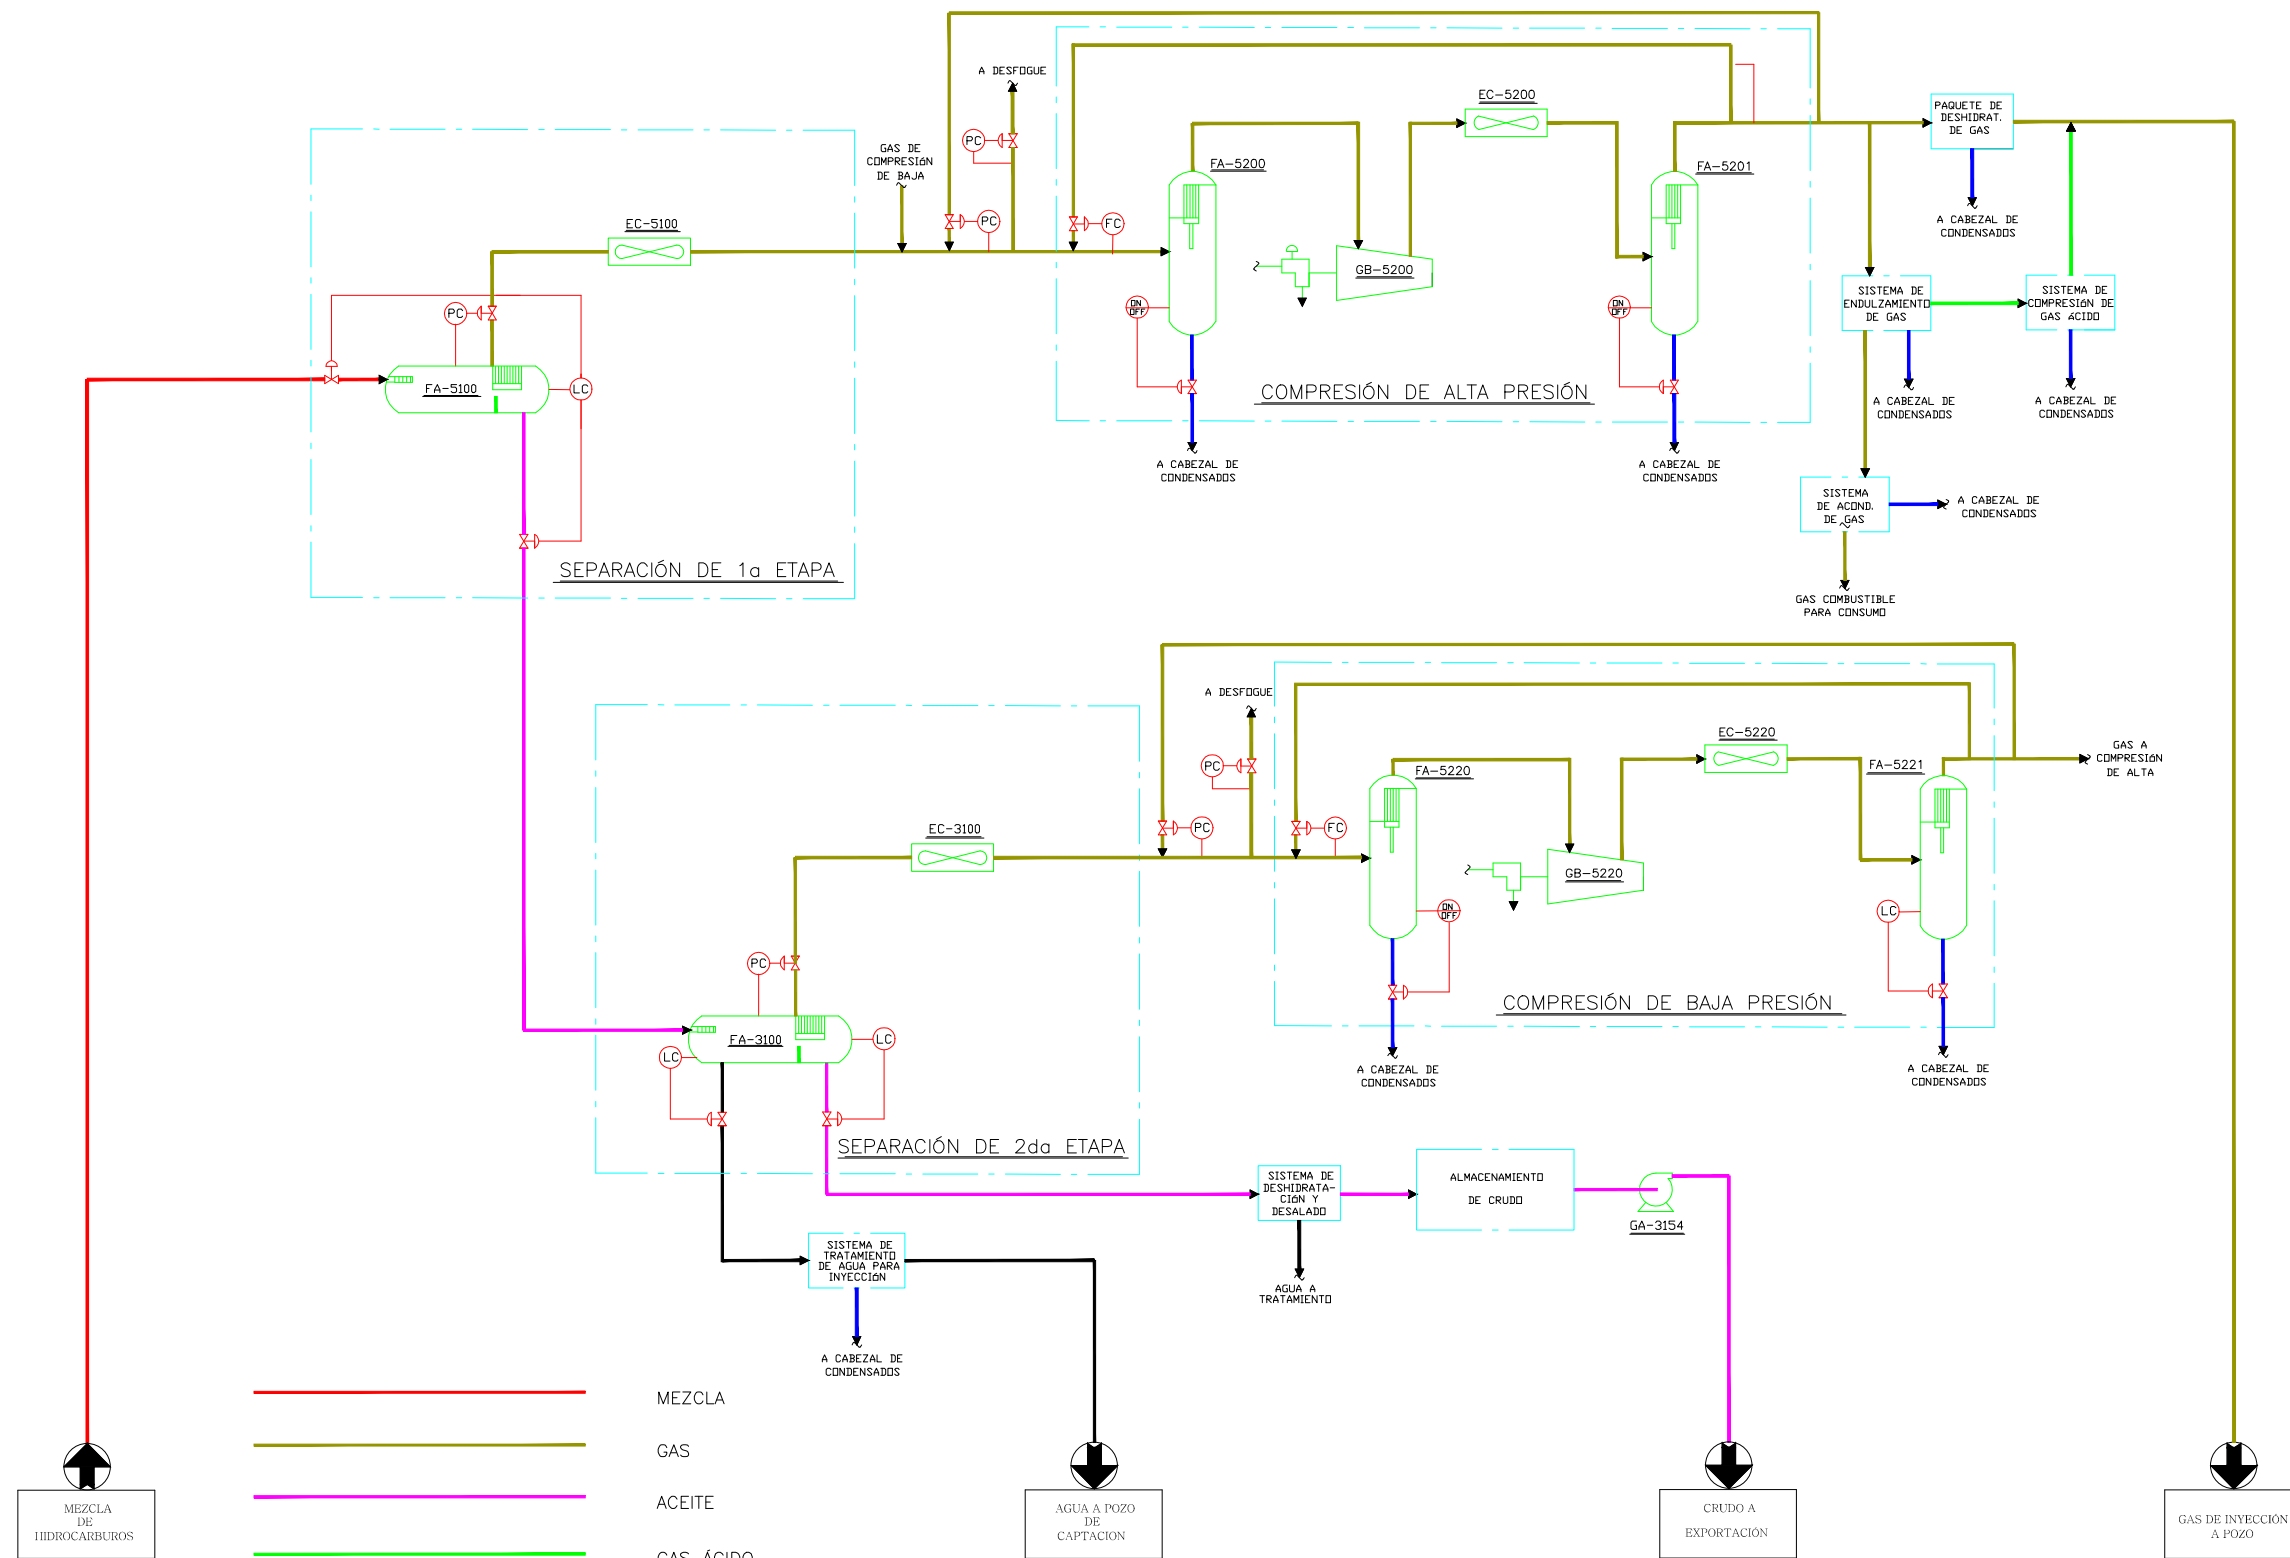 A DESFOGUE
EC-5200
PAQUETE DE
DESHIDRAT.
DE GAS
PC
GAS DE
COMPRESIÓN
DE BAJA
FA-5200
FA-5201
EC-5100
PC
FC
A CABEZAL DE
CONDENSADOS
GB-5200
ON
OFF
ON
OFF
SISTEMA DE
ENDULZAMIENTO
DE GAS
SISTEMA DE
COMPRESIÓN DE
GAS ÁCIDO
PC
FA-5100
LC
COMPRESIÓN DE ALTA PRESIÓN
A CABEZAL DE
CONDENSADOS
A CABEZAL DE
CONDENSADOS
A CABEZAL DE
CONDENSADOS
A CABEZAL DE
CONDENSADOS
SISTEMA
DE ACOND.
DE GAS
A CABEZAL DE
CONDENSADOS
SEPARACIÓN DE 1a ETAPA
GAS COMBUSTIBLE
PARA CONSUMO
A DESFOGUE
EC-5220
GAS A
COMPRESIÓN
DE ALTA
PC
FA-5220
FA-5221
EC-3100
PC
FC
GB-5220
ON
OFF
LC
PC
COMPRESIÓN DE BAJA PRESIÓN
FA-3100
LC
LC
A CABEZAL DE
CONDENSADOS
A CABEZAL DE
CONDENSADOS
SEPARACIÓN DE 2da ETAPA
SISTEMA DE
DESHIDRATA-
CIÓN Y
DESALADO
ALMACENAMIENTO
DE CRUDO
GA-3154
SISTEMA DE
TRATAMIENTO
DE AGUA PARA
INYECCIÓN
AGUA A
TRATAMIENTO
A CABEZAL DE
CONDENSADOS
MEZCLA
GAS
ACEITE
GAS ÁCIDO
MEZCLA
DE
HIDROCARBUROS
AGUA A POZO
DE
CAPTACION
CRUDO A
EXPORTACIÓN
GAS DE INYECCIÓN
A POZO